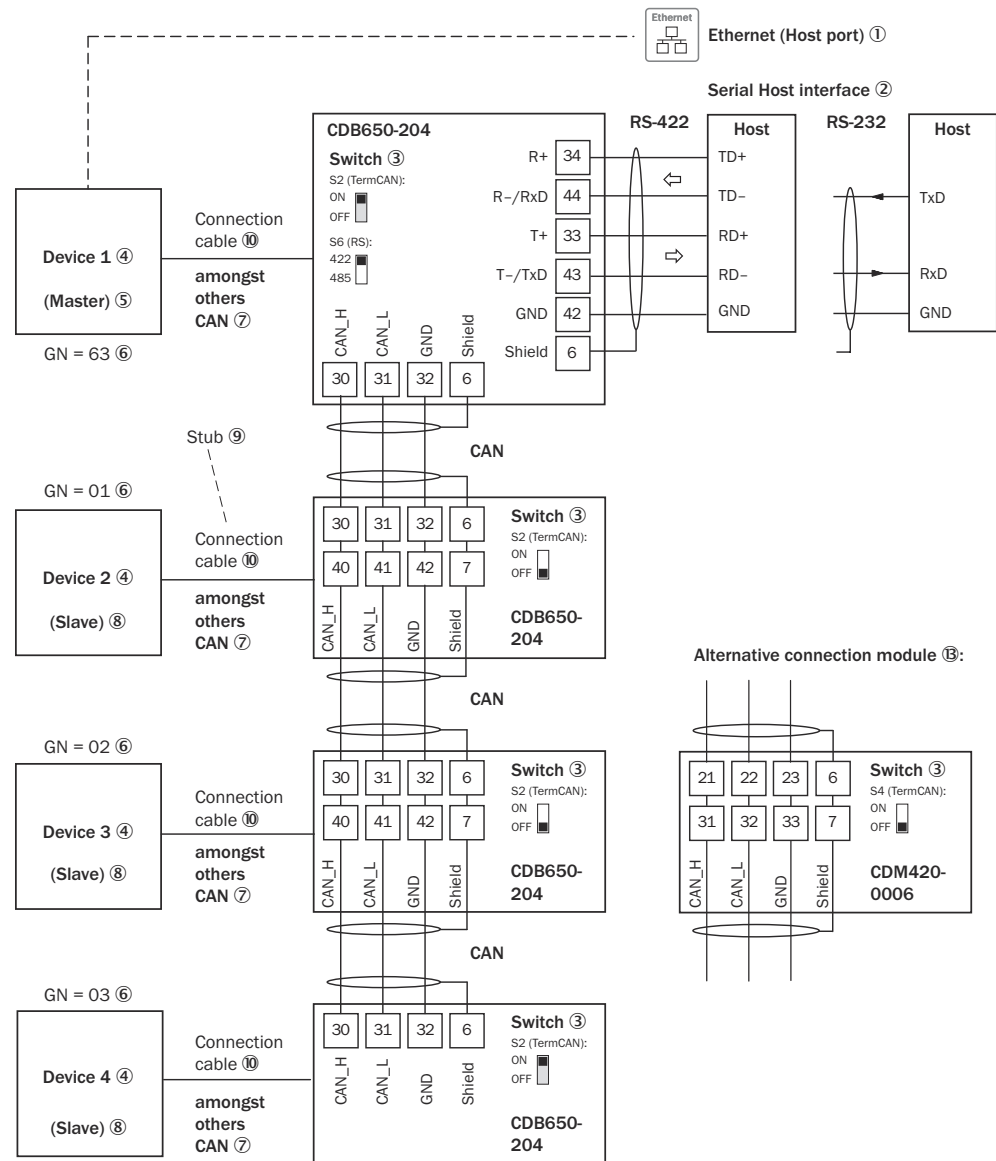 Ethernet
Ethernet (Host port) ①
Serial Host interface ②
CDB650-204
Switch ③
S2 (TermCAN):
ON
OFF
S6 (RS):
422
485
R+ 34
R–/RxD 44
T+ 33
T–/TxD 43
GND 42
Shield 6
RS-422
Host
TD+
TD–
RD+
RD–
GND
RS-232
Host
TxD
RxD
GND
Device 1 ④
(Master) ⑤
GN = 63 ⑥
Connection
cable ⑩
amongst
others
CAN ⑦
CAN_H
CAN_L
GND
Shield
30 31 32 6
CAN
Stub ⑨
GN = 01 ⑥
Device 2 ④
(Slave) ⑧
Connection
cable ⑩
amongst
others
CAN ⑦
30 31 32 6
40 41 42 7
CAN_H
CAN_L
GND
Shield
Switch ③
S2 (TermCAN):
ON
OFF
CDB650-
204
CAN
GN = 02 ⑥
Device 3 ④
(Slave) ⑧
Connection
cable ⑩
amongst
others
CAN ⑦
30 31 32 6
40 41 42 7
CAN_H
CAN_L
GND
Shield
Switch ③
S2 (TermCAN):
ON
OFF
CDB650-
204
CAN
Alternative connection module ⑬:
21 22 23 6
31 32 33 7
CAN_H
CAN_L
GND
Shield
Switch ③
S4 (TermCAN):
ON
OFF
CDM420-
0006
GN = 03 ⑥
Device 4 ④
(Slave) ⑧
Connection
cable ⑩
amongst
others
CAN ⑦
30 31 32 6
CAN_H
CAN_L
GND
Shield
Switch ③
S2 (TermCAN):
ON
OFF
CDB650-
204